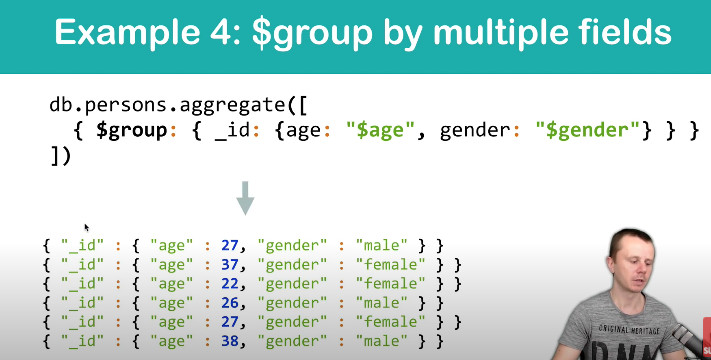 Example 4: $group by multiple fields
db.persons.aggregate([
{ $group: { _id: {age: "$age", gender: "$gender"} } }
])
{ "_id" : { "age" : 27, "gender" : "male" } }
{ "_id" : { "age" : 37, "gender" : "female" } }
{ "_id" : { "age" : 22, "gender" : "female" } }
{ "_id" : { "age" : 26, "gender" : "male" } }
{ "_id" : { "age" : 27, "gender" : "female" } }
{ "_id" : { "age" : 38, "gender" : "male" } }
ORIGINAL HERITAGE